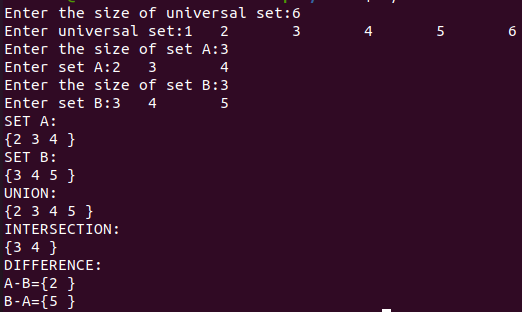 Enter the size of universal set:6
Enter universal set:1 2 3 4 5 6
Enter the size of set A:3
Enter set A:2 3 4
Enter the size of set B:3
Enter set B:3 4 5
SET A:
{2 3 4 }
SET B:
{3 4 5 }
UNION:
{2 3 4 5 }
INTERSECTION:
{3 4 }
DIFFERENCE:
A-B={2 }
B-A={5 }